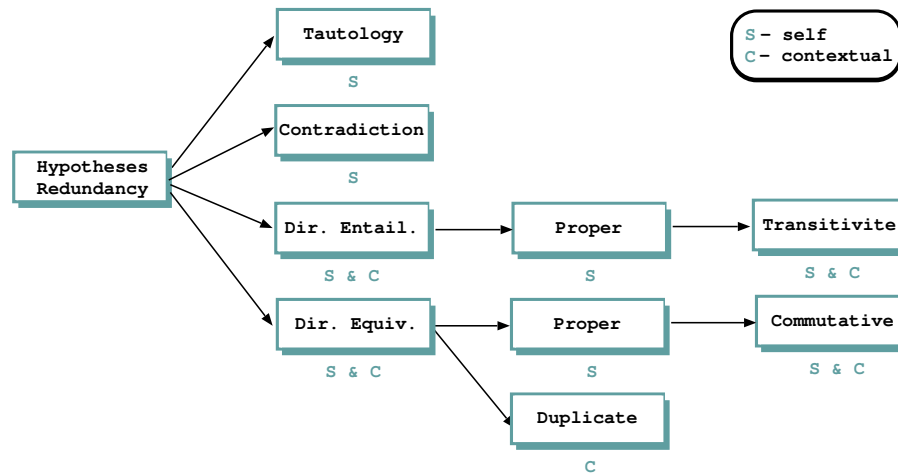 Tautology
S
S – self
C – contextual
Contradiction
S
Hypotheses
Redundancy
Dir. Entail.
S & C
Proper
S
Transitivite
S & C
Dir. Equiv.
S & C
Proper
S
Commutative
S & C
Duplicate
C